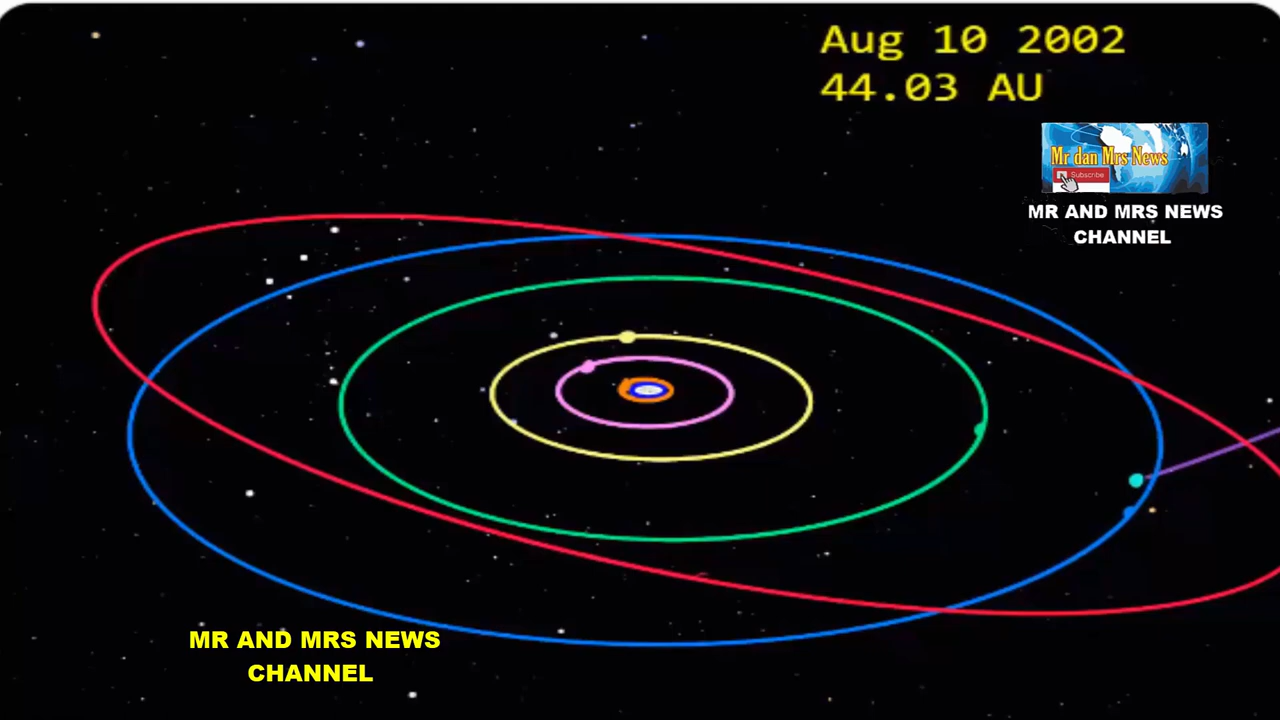 Aug 10 2002
44.03 AU
Mr dan Mrs News
Subscribe
MR AND MRS NEWS
CHANNEL
MR AND MRS NEWS
CHANNEL